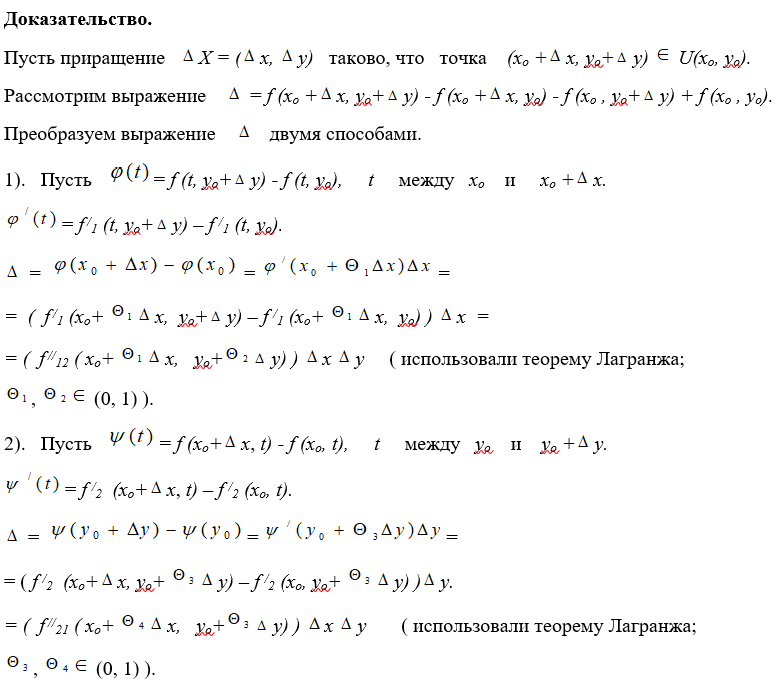 Доказательство.
Пусть приращение Δ X = (Δ x, Δ y) таково, что точка (xₒ + Δ x, yₒ + Δ y) ∈ U(xₒ, yₒ).
Рассмотрим выражение Δ = f (xₒ + Δ x, yₒ+ Δ y) - f (xₒ + Δ x, yₒ) - f (xₒ , yₒ+ Δ y) + f (xₒ , yₒ).
Преобразуем выражение Δ двумя способами.
1). Пусть φ(t) = f (t, yₒ+ Δ y) - f (t, yₒ), t между xₒ и xₒ + Δ x.
φ′(t) = f′₁ (t, yₒ+ Δ y) – f′₁ (t, yₒ).
Δ = φ(x₀ + Δx) − φ(x₀) = φ′(x₀ + Θ₁Δx)Δx =
= ( f′₁ (xₒ+ Θ₁ Δ x, yₒ+ Δ y) – f′₁ (xₒ+ Θ₁ Δ x, yₒ) ) Δ x =
= ( f′′₁₂ ( xₒ+ Θ₁ Δ x, yₒ+ Θ₂ Δ y) ) Δ x Δ y ( использовали теорему Лагранжа;
Θ₁ , Θ₂ ∈ (0, 1) ).
2). Пусть ψ(t) = f (xₒ+ Δ x, t) - f (xₒ, t), t между yₒ и yₒ + Δ y.
ψ′(t) = f′₂ (xₒ+ Δ x, t) – f′₂ (xₒ, t).
Δ = ψ(y₀ + Δy) − ψ(y₀) = ψ′(y₀ + Θ₃Δy)Δy =
= ( f′₂ (xₒ+ Δ x, yₒ+ Θ₃ Δ y) – f′₂ (xₒ, yₒ+ Θ₃ Δ y) ) Δ y.
= ( f′′₂₁ ( xₒ+ Θ₄ Δ x, yₒ+ Θ₃ Δ y) ) Δ x Δ y ( использовали теорему Лагранжа;
Θ₃ , Θ₄ ∈ (0, 1) ).